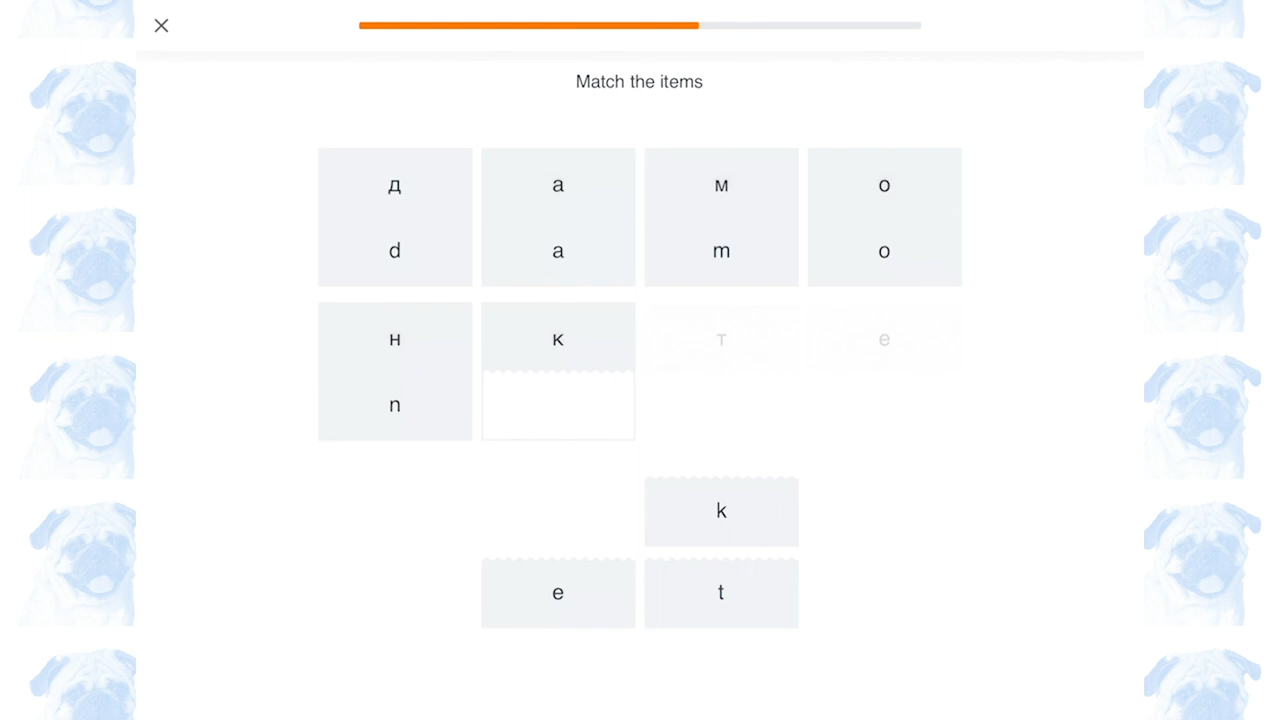 Match the items
д а м о
d a m o
н к т е
n
k
e t